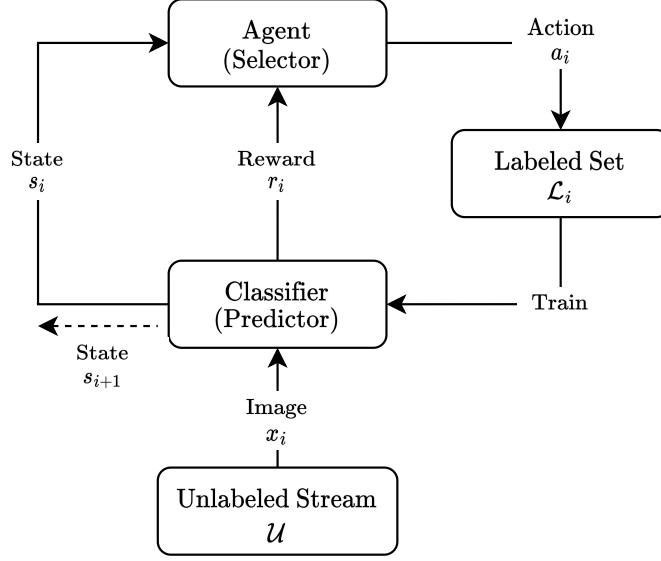 Agent
(Selector)
Action
a_i
State
s_i
Reward
r_i
Labeled Set
ℒ_i
Classifier
(Predictor)
Train
State
s_{i+1}
Image
x_i
Unlabeled Stream
𝒰